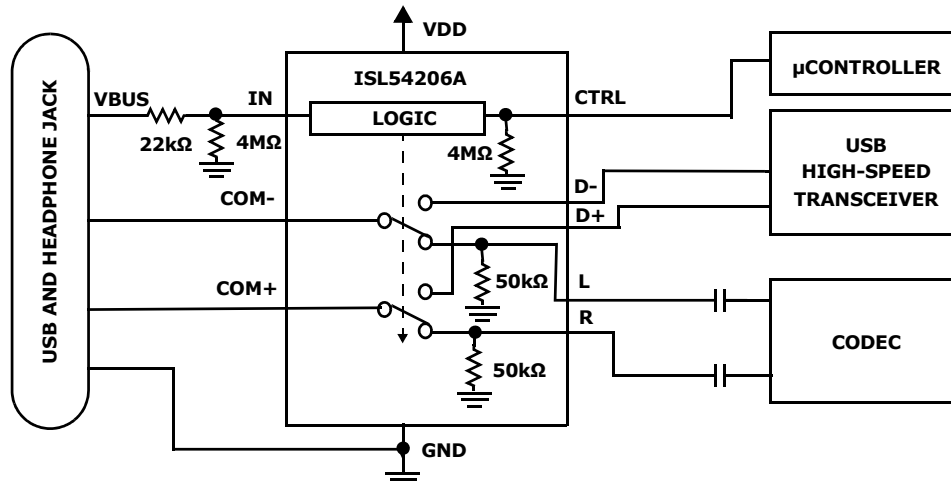 USB AND HEADPHONE JACK
VDD
ISL54206A
µCONTROLLER
VBUS
IN
LOGIC
CTRL
22kΩ
4MΩ
4MΩ
USB
HIGH-SPEED
TRANSCEIVER
D-
COM-
D+
50kΩ
L
COM+
R
CODEC
50kΩ
GND